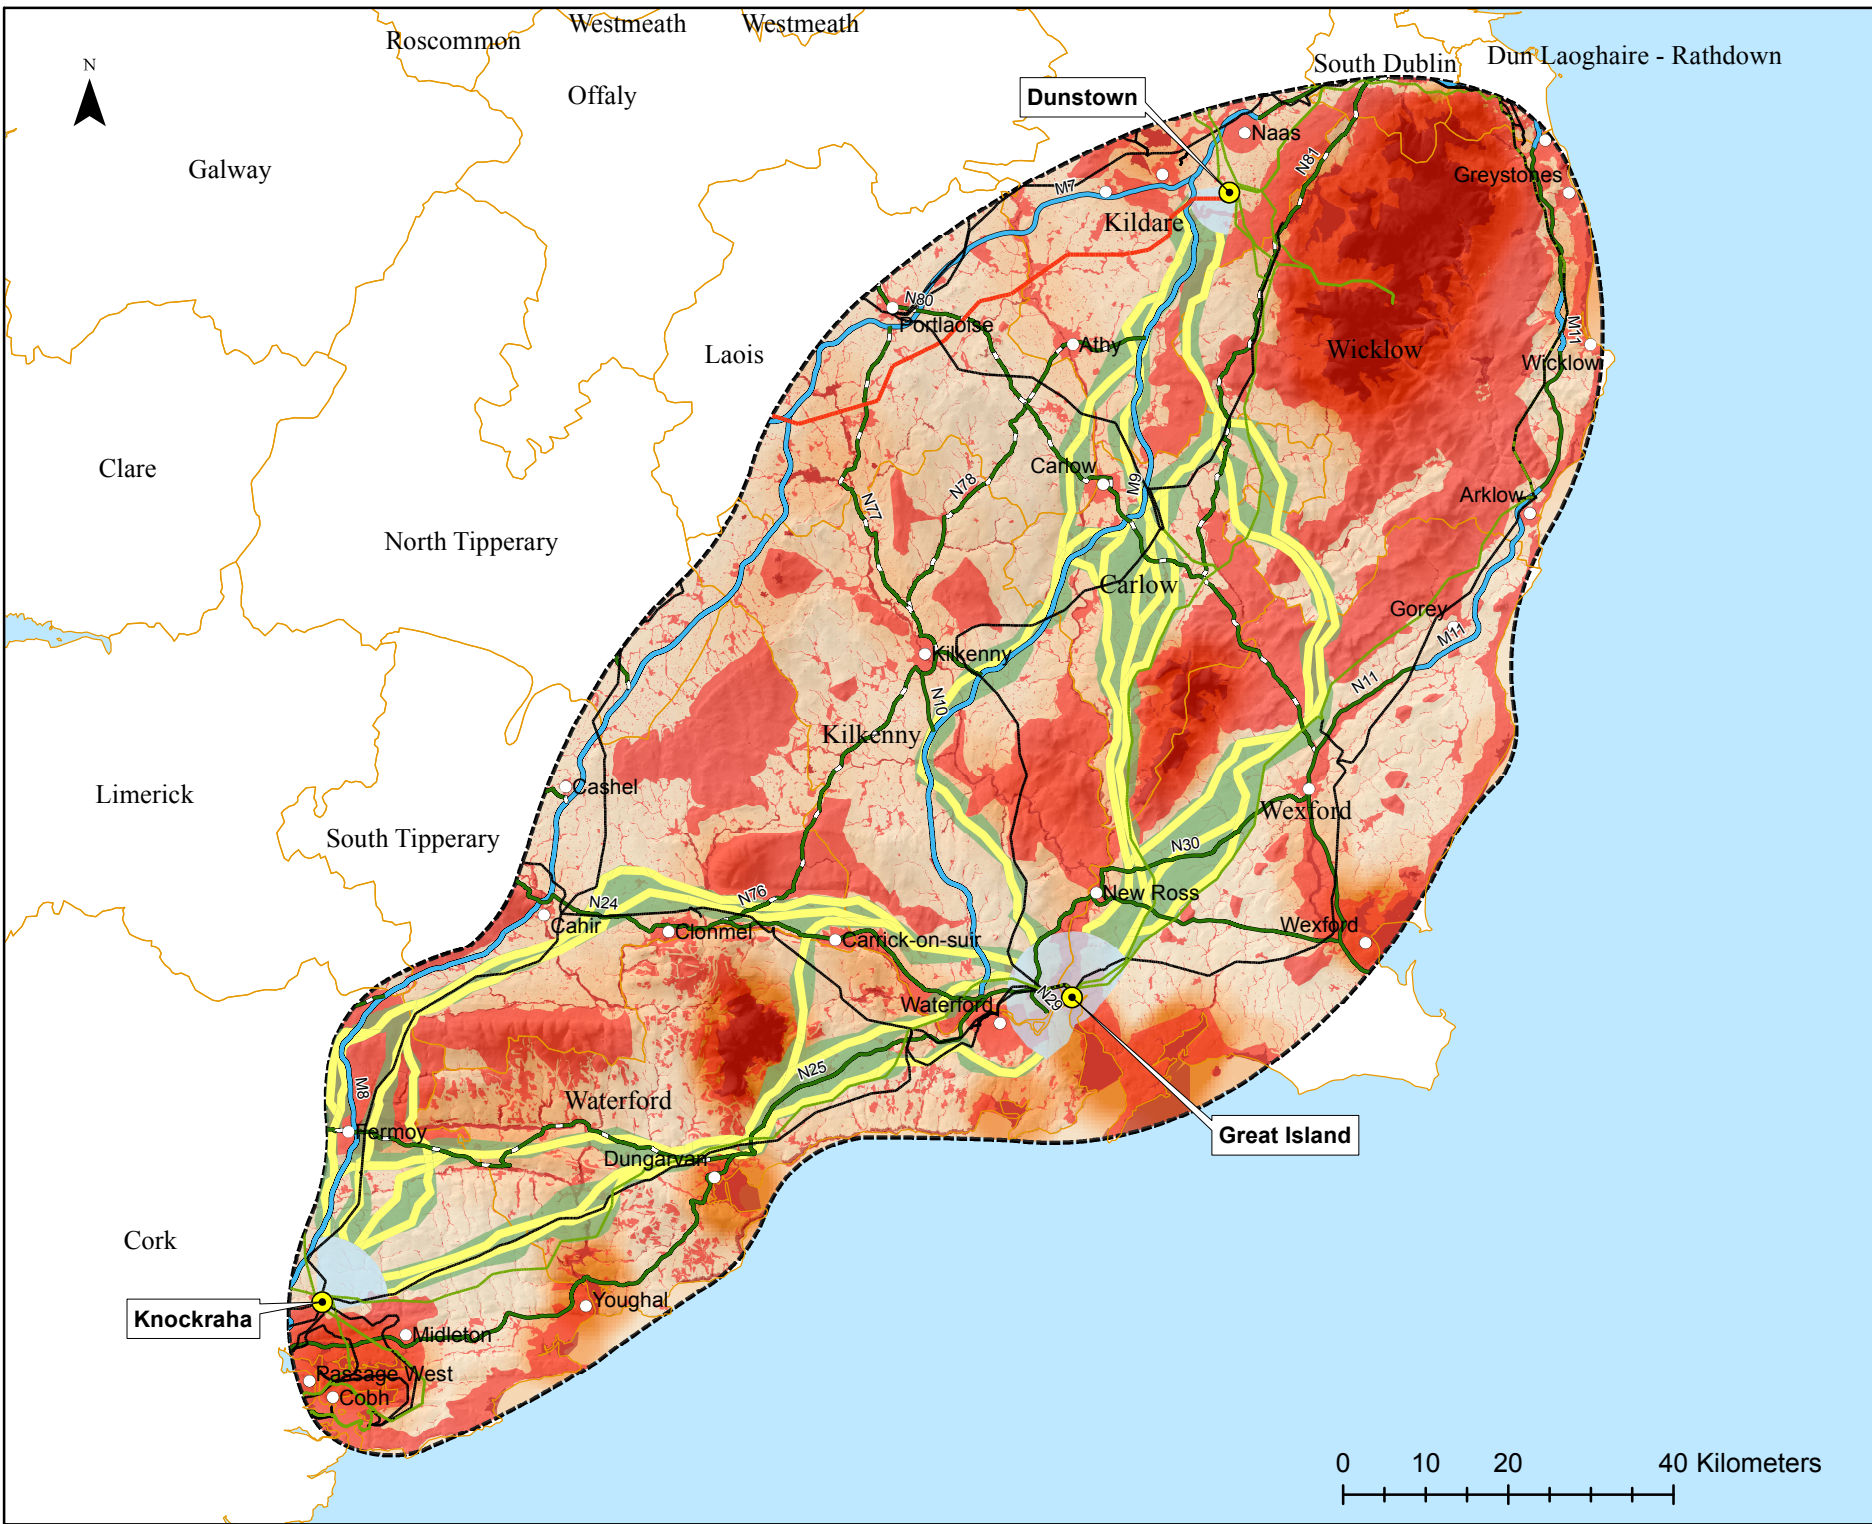 Westmeath
Westmeath
Roscommon
South Dublin
Dun Laoghaire - Rathdown
N
Offaly
Dunstown
Naas
Galway
N81
Greystones
M7
Kildare
N80
Portlaoise
M11
Athy
Laois
Wicklow
Wicklow
Clare
Carlow
M9
N78
Arklow
N77
North Tipperary
Carlow
Gorey
M11
Kilkenny
N11
N10
Kilkenny
Cashel
Limerick
Wexford
South Tipperary
N30
N76
New Ross
N24
Cahir
Wexford
Clonmel
Carrick-on-suir
Waterford
N29
N25
M8
Waterford
Fermoy
Great Island
Dungarvan
Cork
Youghal
Knockraha
Midleton
Passage West
Cobh
0 10 20 40 Kilometers